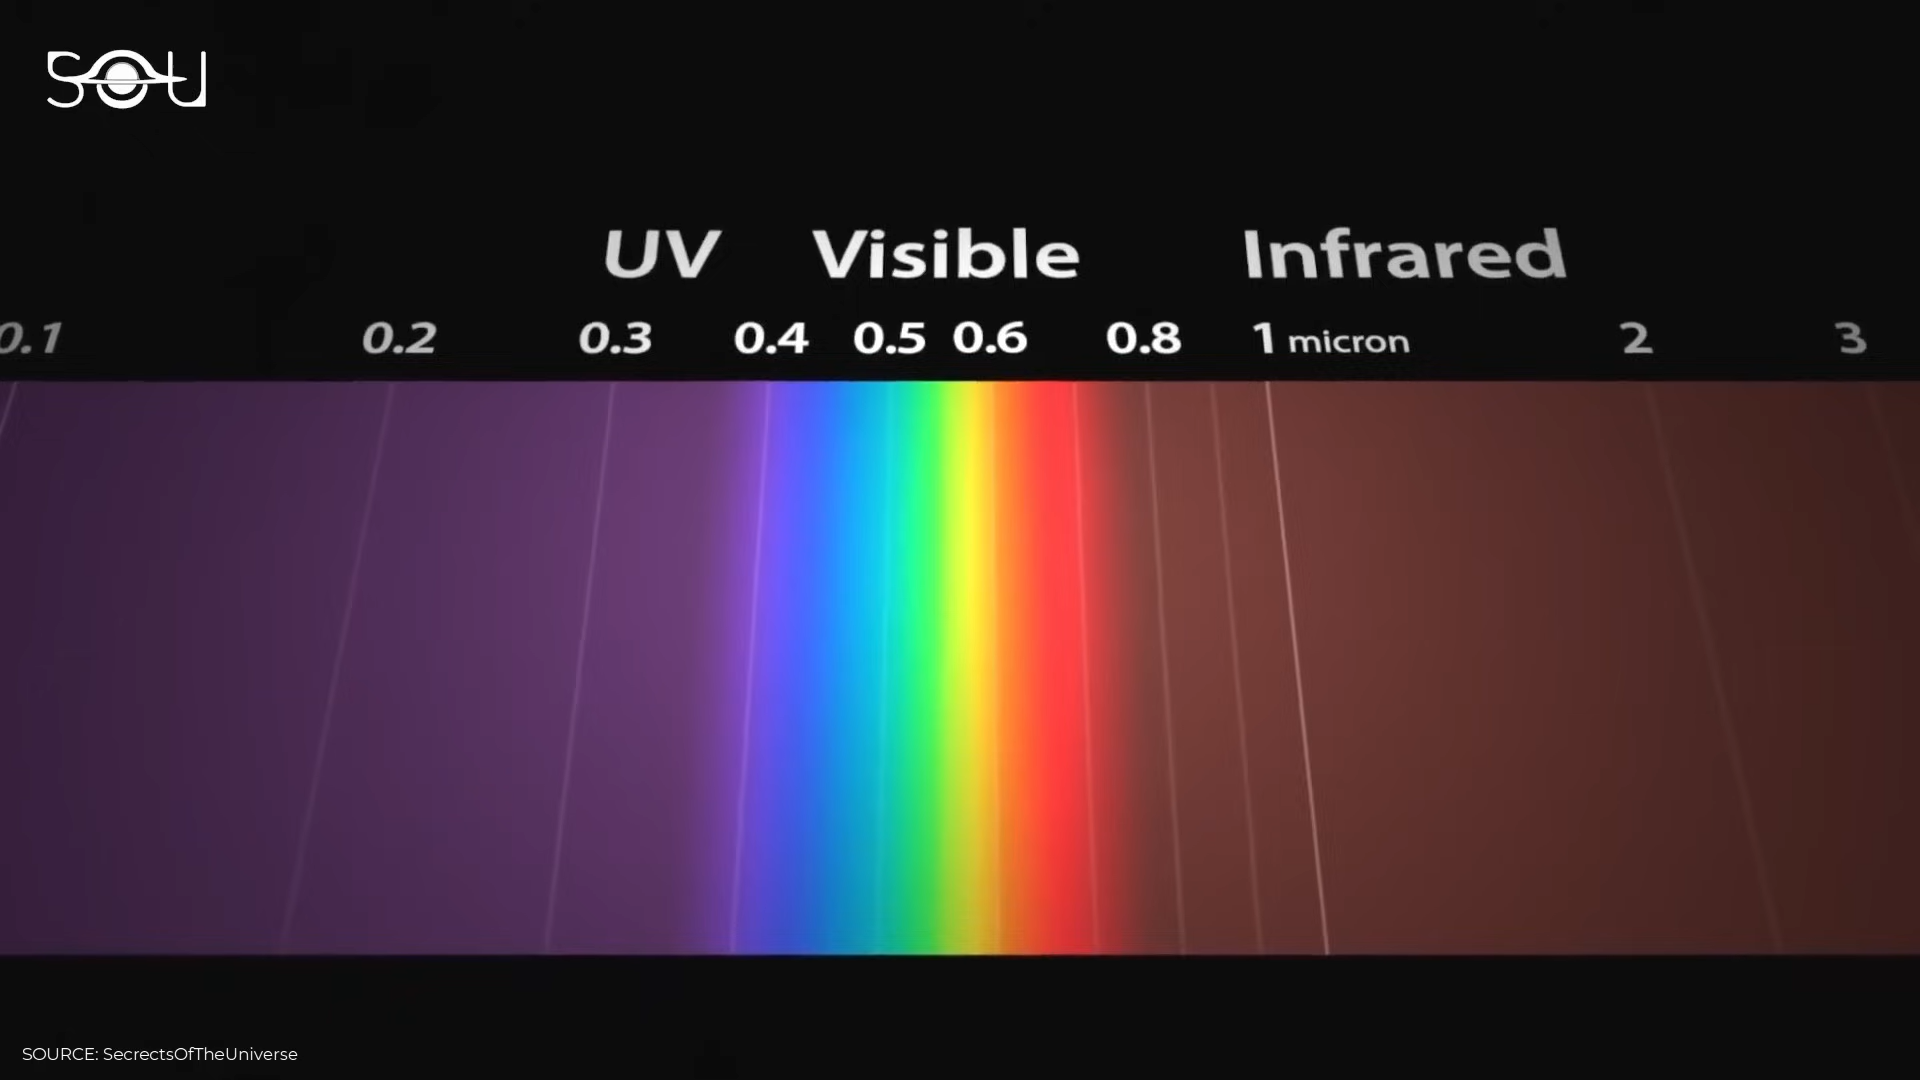 SOU
UV Visible Infrared
0.1 0.2 0.3 0.4 0.5 0.6 0.8 1 micron 2 3
SOURCE: SecrectsOfTheUniverse